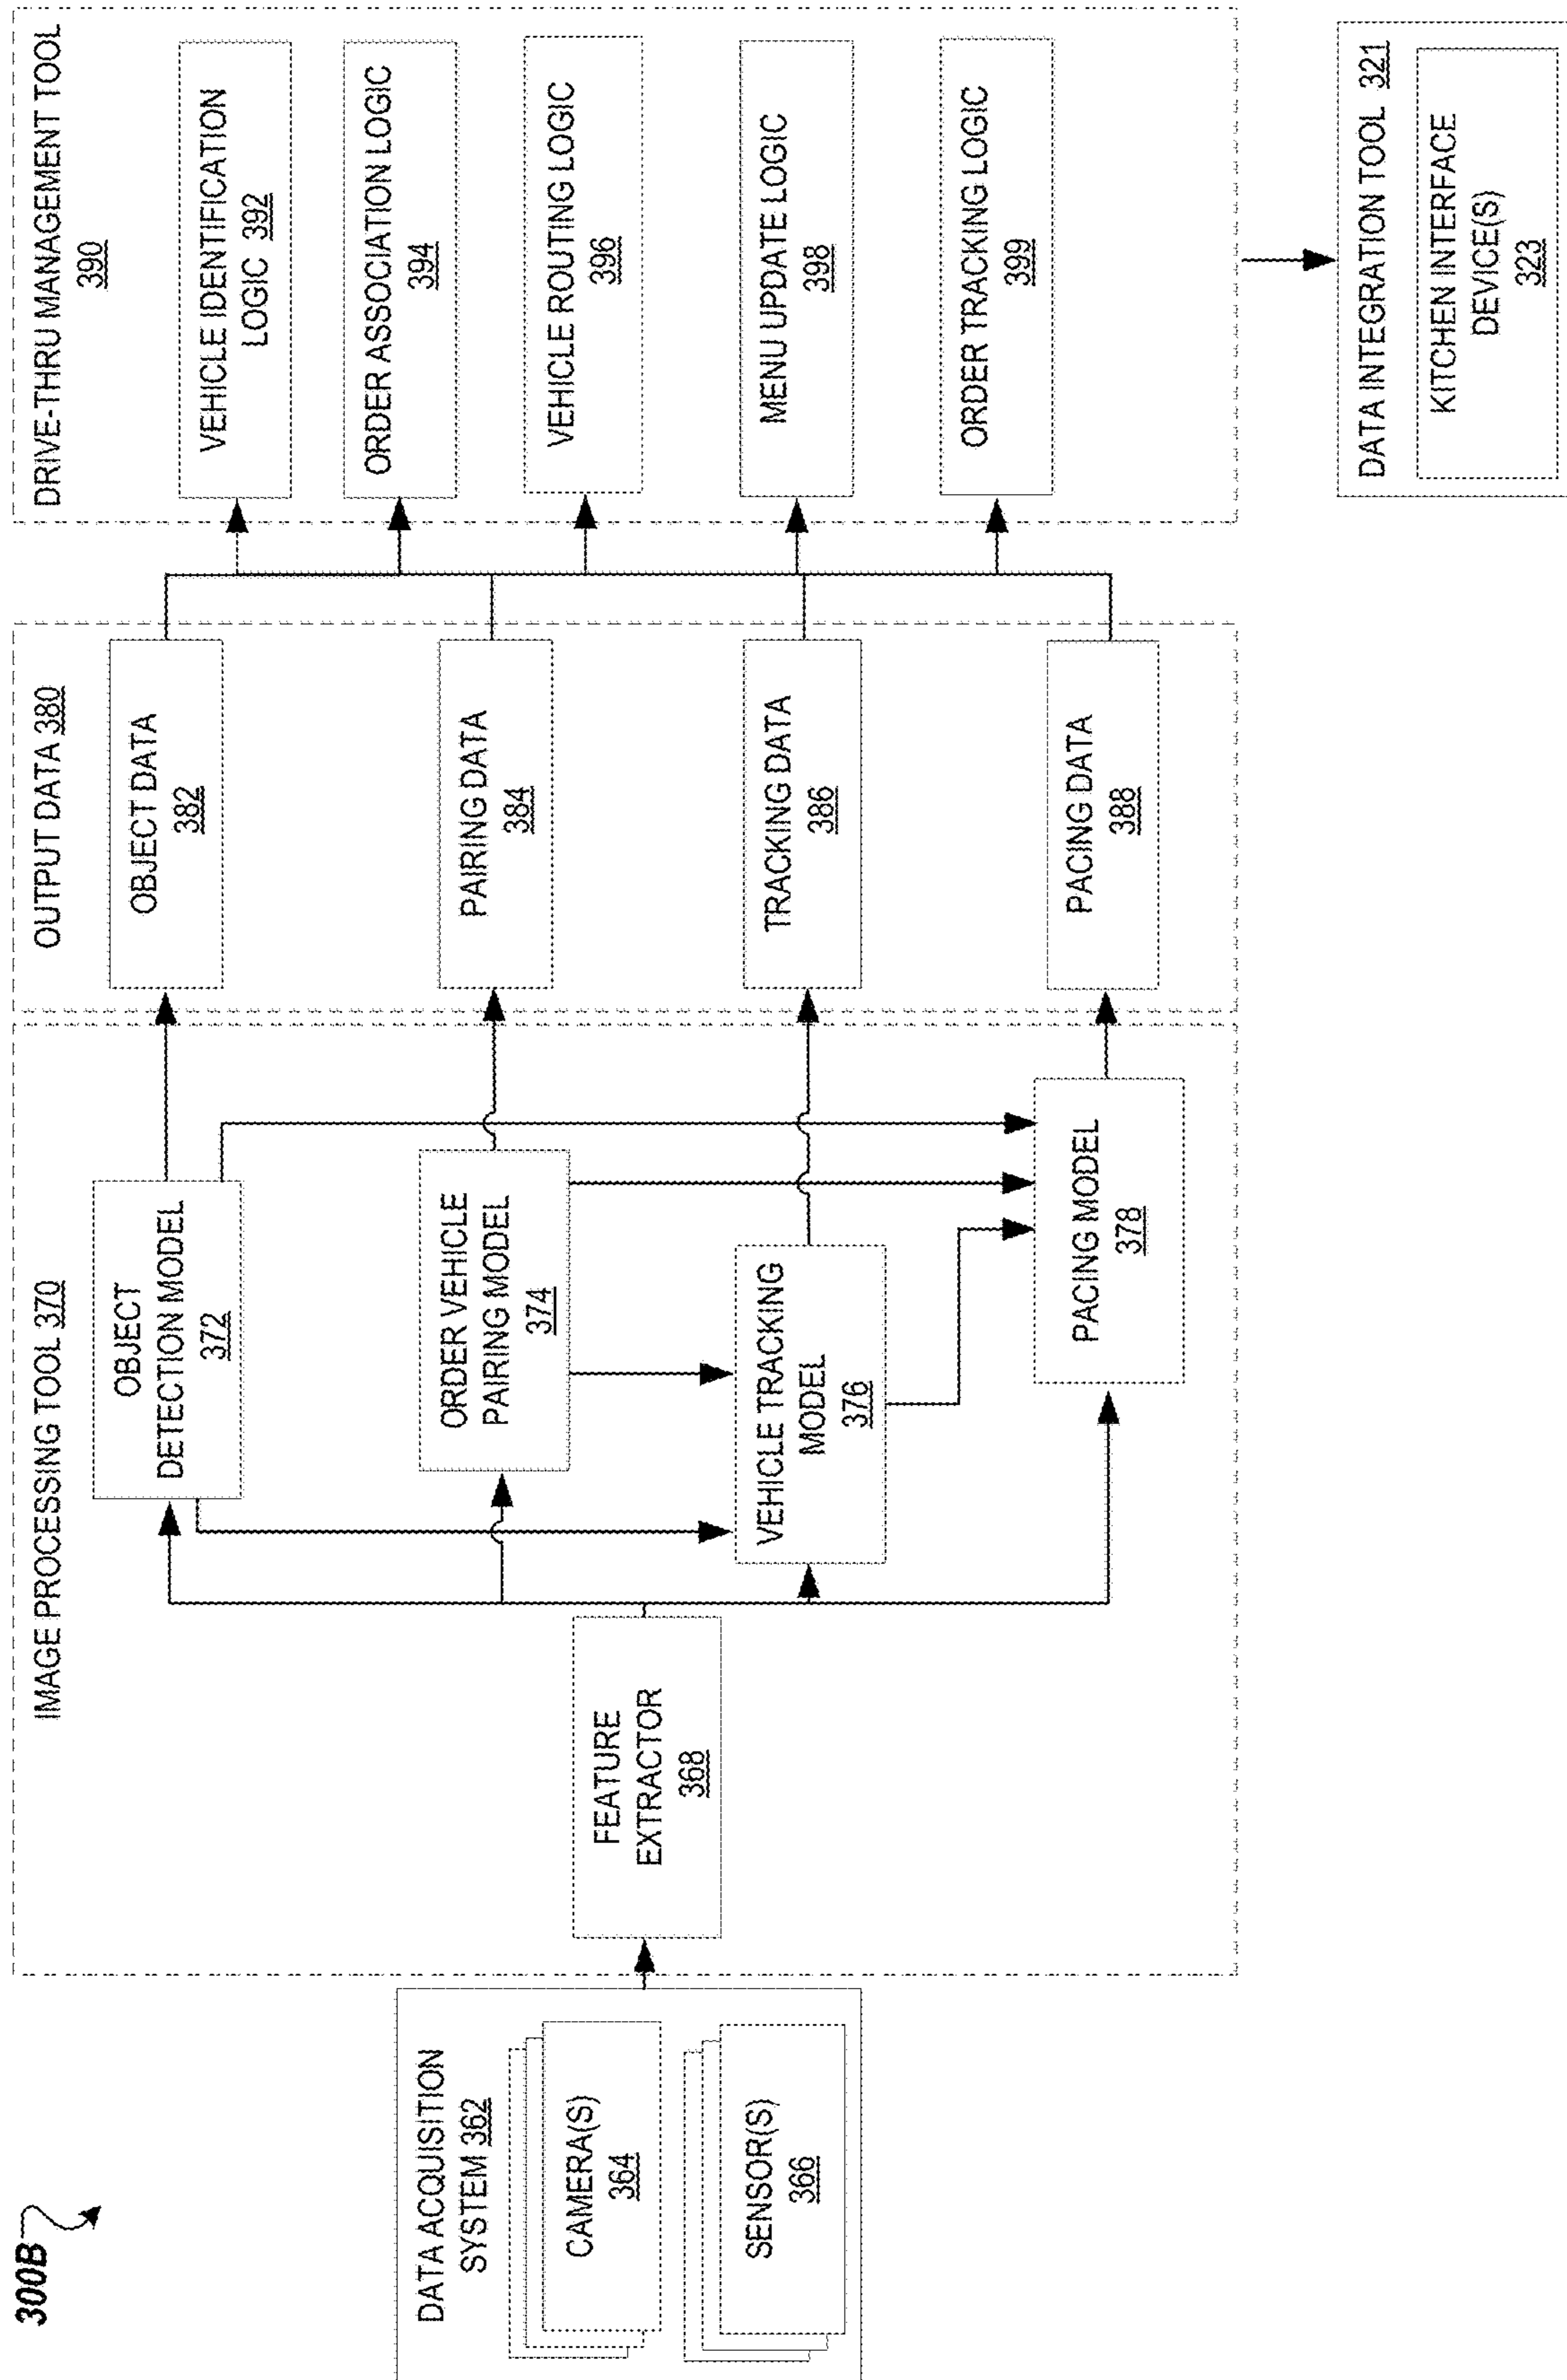 300B
DATA ACQUISITION
SYSTEM 362
CAMERA(S)
364
SENSOR(S)
366
IMAGE PROCESSING TOOL 370
FEATURE
EXTRACTOR
368
OBJECT
DETECTION MODEL
372
ORDER VEHICLE
PAIRING MODEL
374
VEHICLE TRACKING
MODEL
376
PACING MODEL
378
OUTPUT DATA 380
OBJECT DATA
382
PAIRING DATA
384
TRACKING DATA
386
PACING DATA
388
DRIVE-THRU MANAGEMENT TOOL
390
VEHICLE IDENTIFICATION
LOGIC 392
ORDER ASSOCIATION LOGIC
394
VEHICLE ROUTING LOGIC
396
MENU UPDATE LOGIC
398
ORDER TRACKING LOGIC
399
DATA INTEGRATION TOOL 321
KITCHEN INTERFACE
DEVICE(S)
323